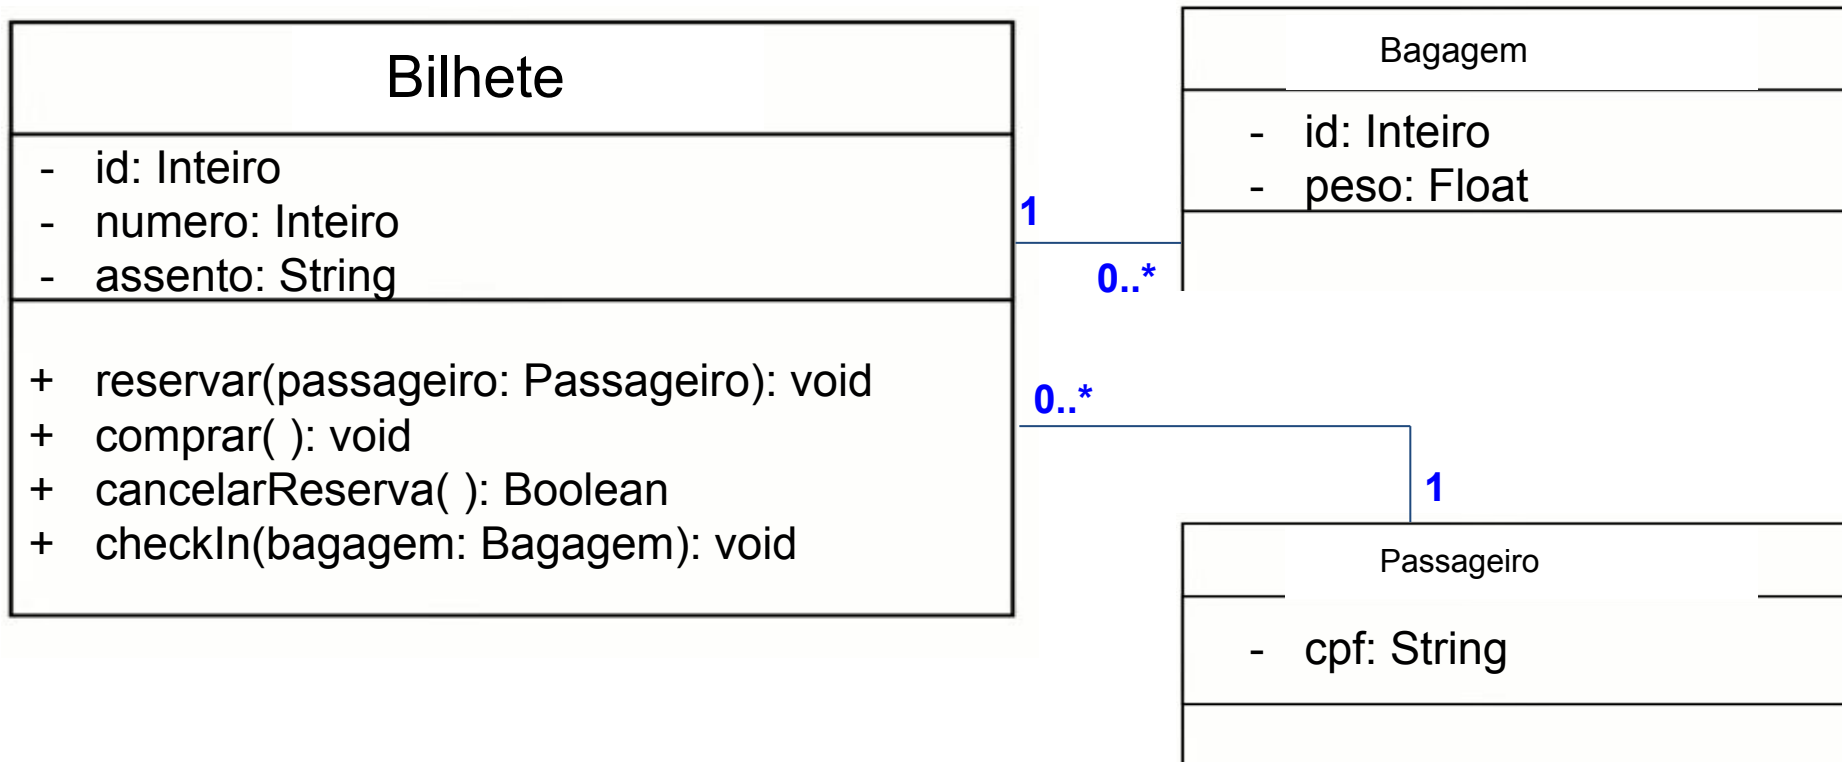 Bilhete
- id: Inteiro
- numero: Inteiro
- assento: String
+ reservar(passageiro: Passageiro): void
+ comprar( ): void
+ cancelarReserva( ): Boolean
+ checkIn(bagagem: Bagagem): void
1
0..*
Bagagem
- id: Inteiro
- peso: Float
0..*
1
Passageiro
- cpf: String